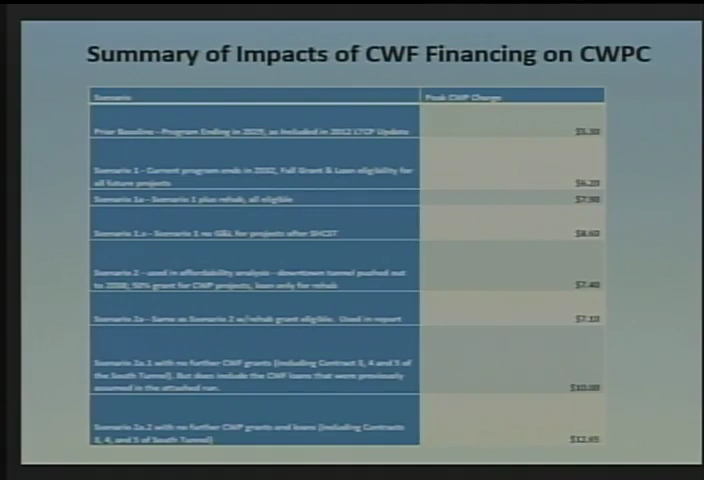 Summary of Impacts of CWF Financing on CWPC
Scenario
Peak CWP Charge
Prior Baseline - Program Ending in 2025, as included in 2012 LTCP Update
$5.30
Scenario 1 - Current program ends in 2032, Full Grant & Loan eligibility for
all future projects
$6.20
Scenario 1a - Scenario 1 plus rehab, all eligible
$7.90
Scenario 1.x - Scenario 1 no G&L for projects after SHCST
$8.60
Scenario 2 - used in affordability analysis - downtown tunnel pushed out
to 2038; 50% grant for CWP projects, loan only for rehab
$7.40
Scenario 2a - Same as Scenario 2 w/rehab grant eligible. Used in report
$7.10
Scenario 2a.1 with no further CWF grants (including Contract 3, 4 and 5 of
the South Tunnel). But does include the CWF loans that were previously
assumed in the attached run.
$10.00
Scenario 2a.2 with no further CWF grants and loans (including Contracts
3, 4, and 5 of South Tunnel)
$12.65